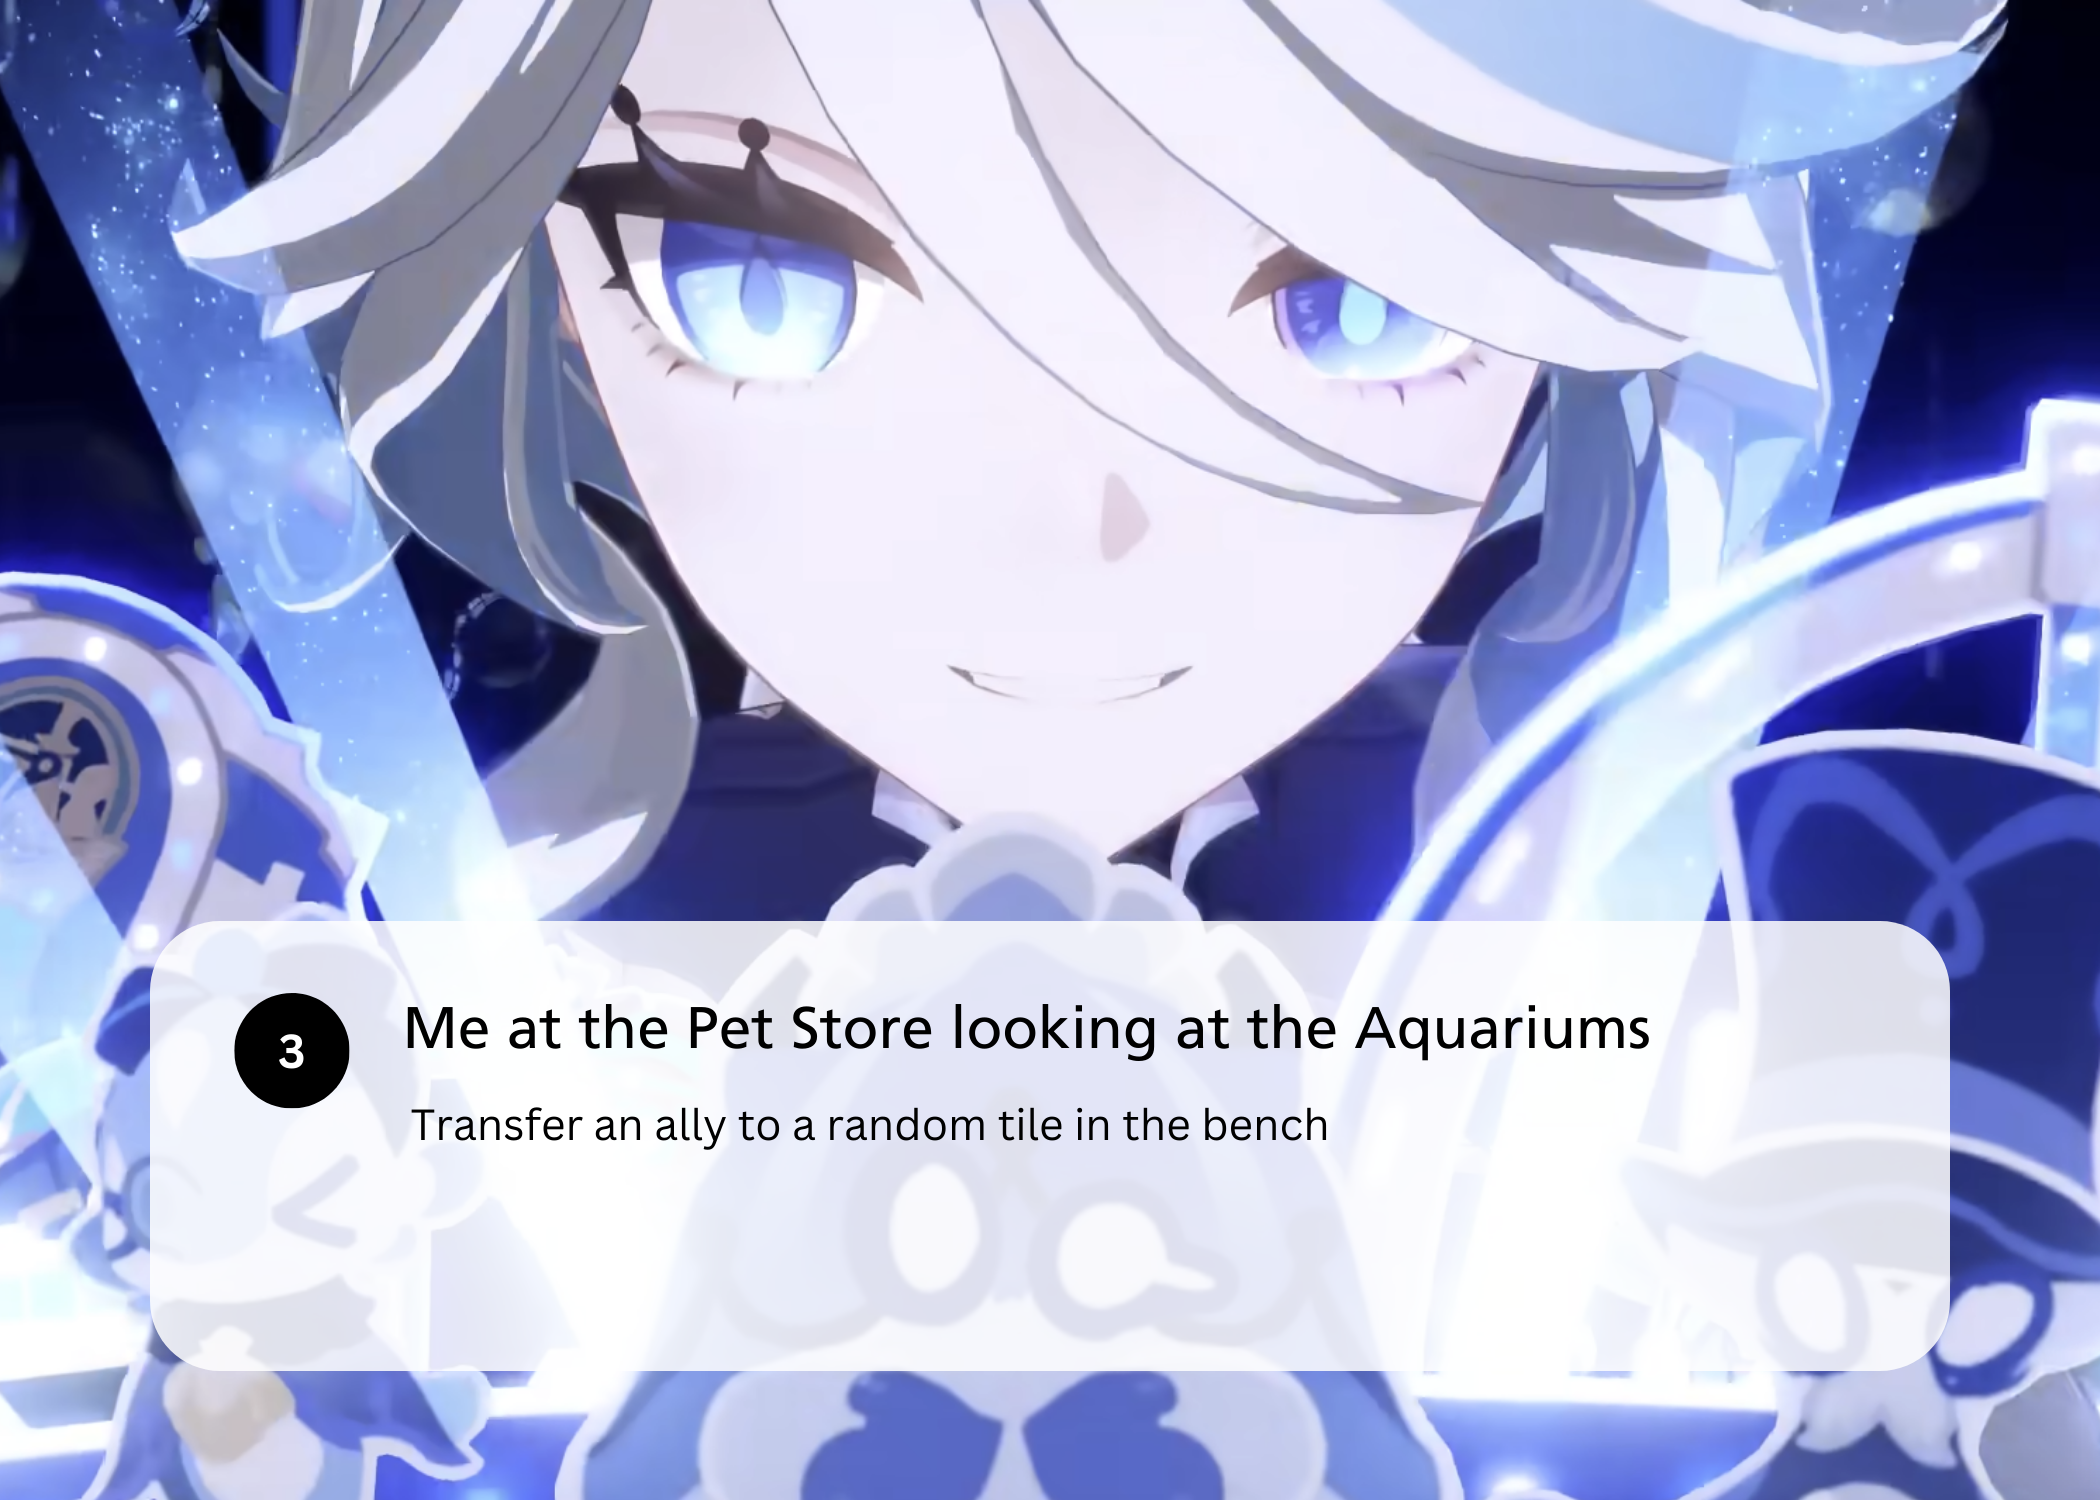 3
Me at the Pet Store looking at the Aquariums
Transfer an ally to a random tile in the bench